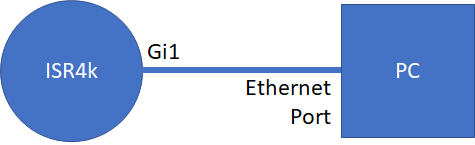 Gi1
ISR4k
PC
Ethernet
Port